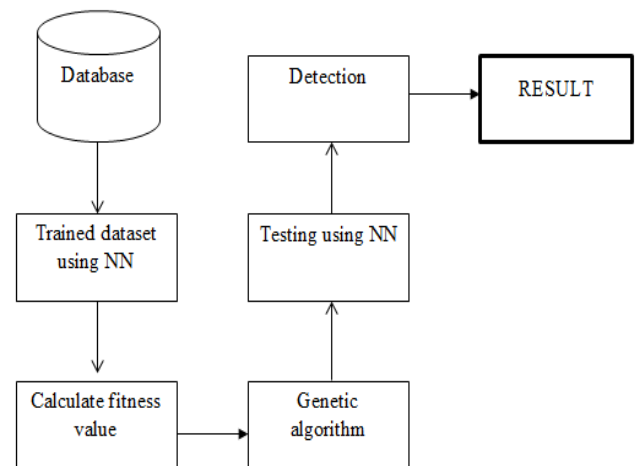 Database
Trained dataset
using NN
Calculate fitness
value
Genetic
algorithm
Testing using NN
Detection
RESULT